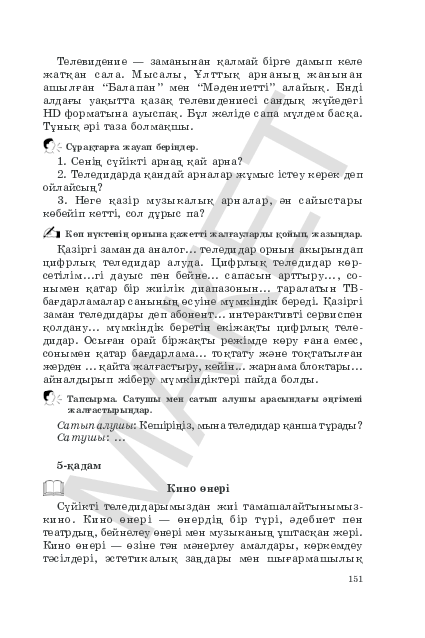 Телевидение — заманынан қалмай бірге дамып келе
жатқан сала. Мысалы, Ұлттық арнаның жанынан
ашылған “Балапан” мен “Мәдениетті” алайық. Енді
алдағы уақытта қазақ телевидениесі сандық жүйедегі
HD форматына ауыспақ. Бұл желіде сапа мүлдем басқа.
Тұнық әрі таза болмақшы.
Сұрақтарға жауап беріңдер.
1. Сенің сүйікті арнаң қай арна?
2. Теледидарда қандай арналар жұмыс істеу керек деп
ойлайсың?
3. Неге қазір музыкалық арналар, ән сайыстары
көбейіп кетті, сол дұрыс па?
Көп нүктенің орнына қажетті жалғауларды қойып, жазыңдар.
Қазіргі заманда аналог... теледидар орнын ақырындап
цифрлық теледидар алуда. Цифрлық теледидар көр-
сетілім...гі дауыс пен бейне... сапасын арттыру..., со-
нымен қатар бір жиілік диапазонын... таралатын ТВ-
бағдарламалар санының өсуіне мүмкіндік береді. Қазіргі
заман теледидары деп абонент... интерактивті сервиспен
қолдану... мүмкіндік беретін екіжақты цифрлық теле-
дидар. Осыған орай біржақты режімде көру ғана емес,
сонымен қатар бағдарлама... тоқтату және тоқтатылған
жерден ... қайта жалғастыру, кейін... жарнама блоктары...
айналдырып жіберу мүмкіндіктері пайда болды.
Тапсырма. Сатушы мен сатып алушы арасындағы әңгімені
жалғастырыңдар.
Сатып алушы: Кешіріңіз, мына теледидар қанша тұрады?
Сатушы: ...
5-қадам
Кино өнері
Сүйікті теледидарымыздан жиі тамашалайтынымыз-
кино. Кино өнері — өнердің бір түрі, әдебиет пен
театрдың, бейнелеу өнері мен музыканың ұштасқан жері.
Кино өнері — өзіне тән мәнерлеу амалдары, көркемдеу
тәсілдері, эстетикалық заңдары мен шығармашылық
151
МАКЕТ